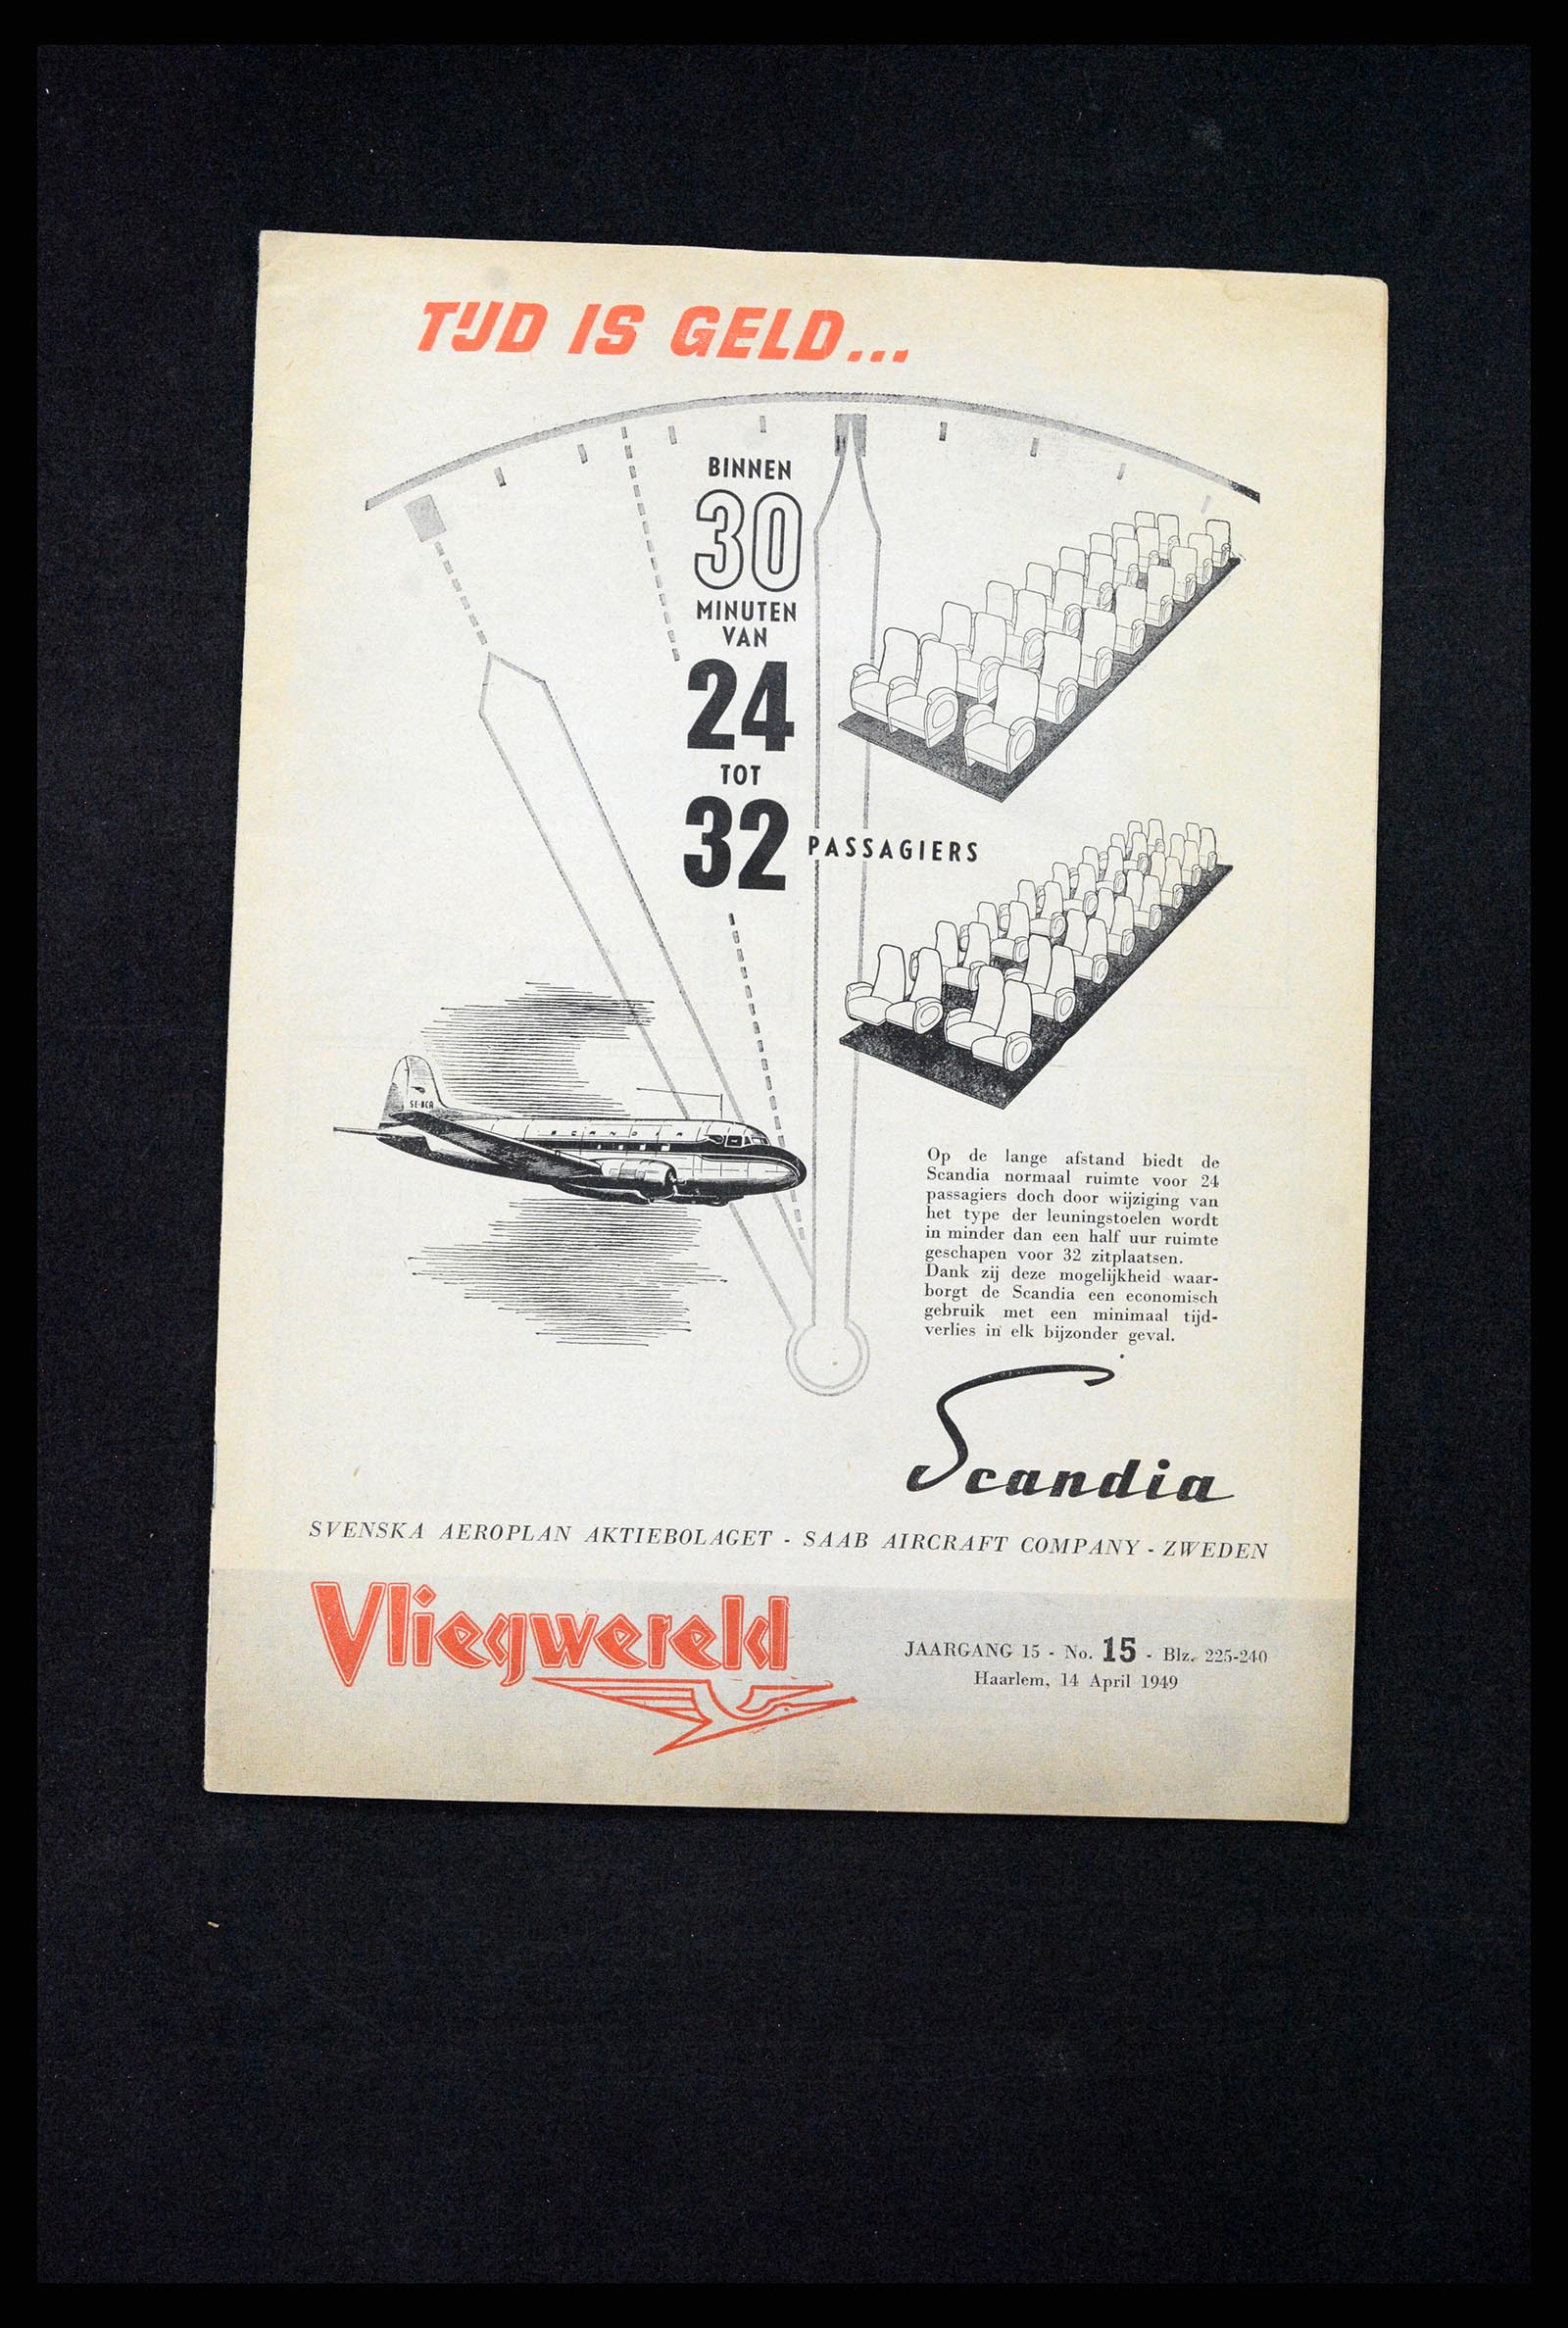 TIJD IS GELD...
BINNEN
30
MINUTEN
VAN
24
TOT
32 PASSAGIERS
SE-BCA
SCANDIA
Op de lange afstand biedt de
Scandia normaal ruimte voor 24
passagiers doch door wijziging van
het type der leuningstoelen wordt
in minder dan een half uur ruimte
geschapen voor 32 zitplaatsen.
Dank zij deze mogelijkheid waar-
borgt de Scandia een economisch
gebruik met een minimaal tijd-
verlies in elk bijzonder geval.
Scandia
SVENSKA AEROPLAN AKTIEBOLAGET - SAAB AIRCRAFT COMPANY - ZWEDEN
Vliegwereld
JAARGANG 15 - No. 15 - Blz. 225-240
Haarlem, 14 April 1949